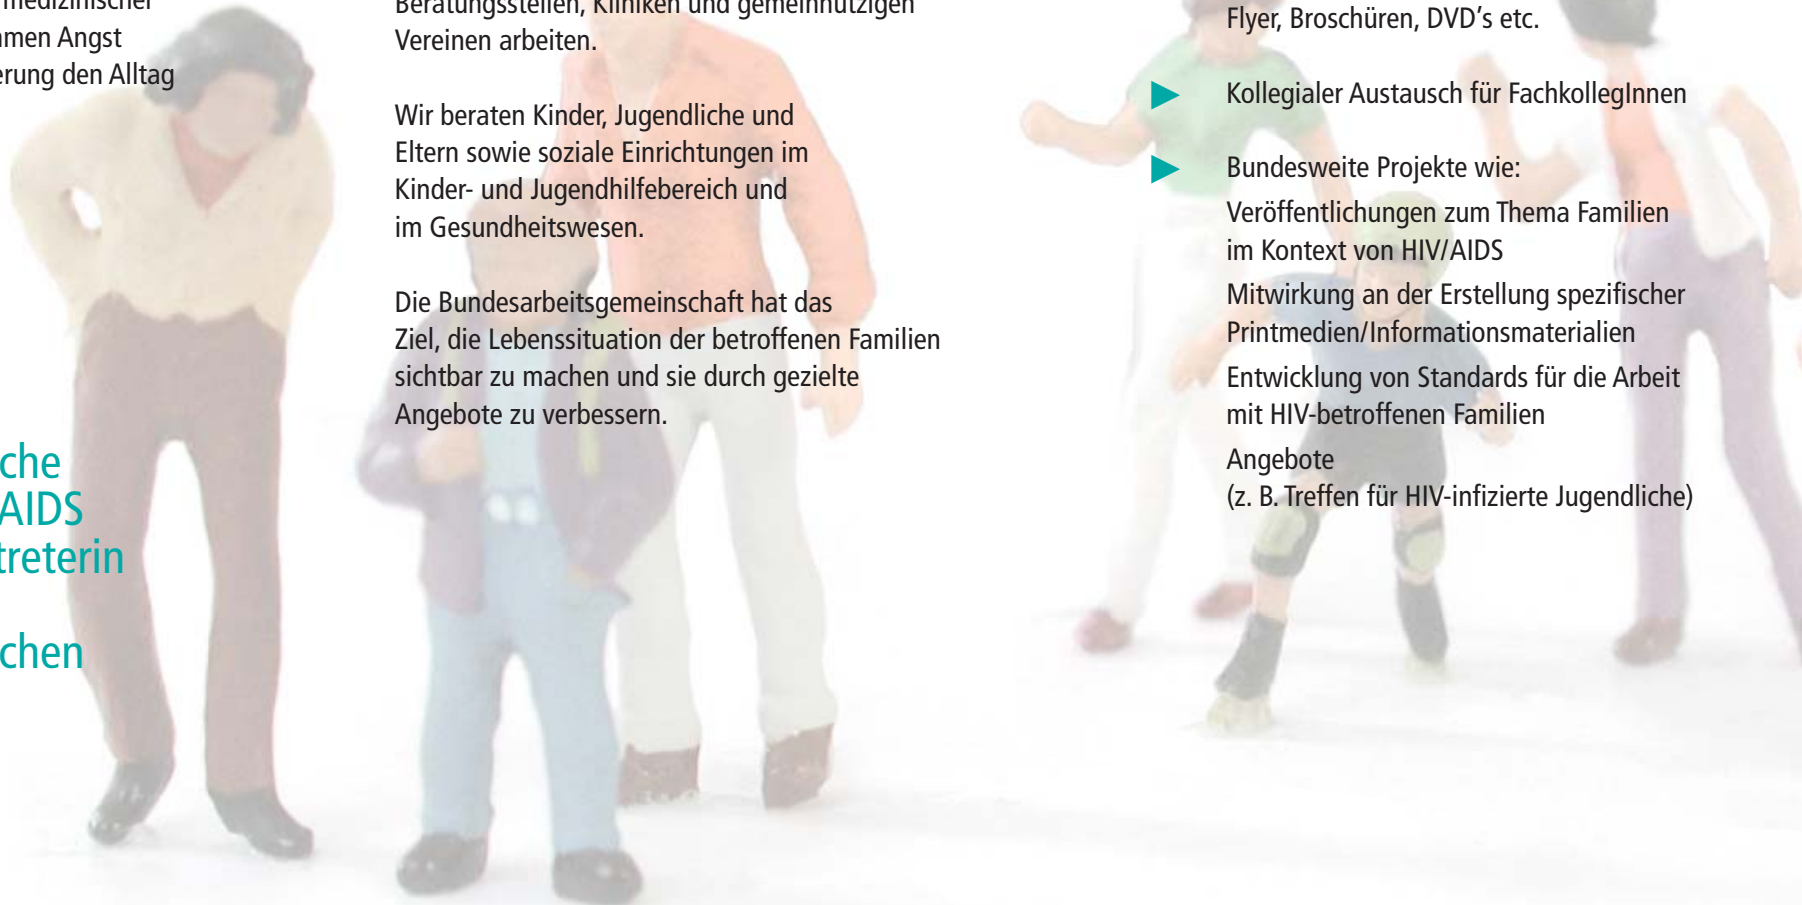 medizinischer
Angst
den Alltag
che
AIDS
treterin
chen
Beratungsstellen, Kliniken und gemeinnützigen
Vereinen arbeiten.
Wir beraten Kinder, Jugendliche und
Eltern sowie soziale Einrichtungen im
Kinder- und Jugendhilfebereich und
im Gesundheitswesen.
Die Bundesarbeitsgemeinschaft hat das
Ziel, die Lebenssituation der betroffenen Familien
sichtbar zu machen und sie durch gezielte
Angebote zu verbessern.
Flyer, Broschüren, DVD’s etc.
Kollegialer Austausch für FachkollegInnen
Bundesweite Projekte wie:
Veröffentlichungen zum Thema Familien
im Kontext von HIV/AIDS
Mitwirkung an der Erstellung spezifischer
Printmedien/Informationsmaterialien
Entwicklung von Standards für die Arbeit
mit HIV-betroffenen Familien
Angebote
(z. B. Treffen für HIV-infizierte Jugendliche)